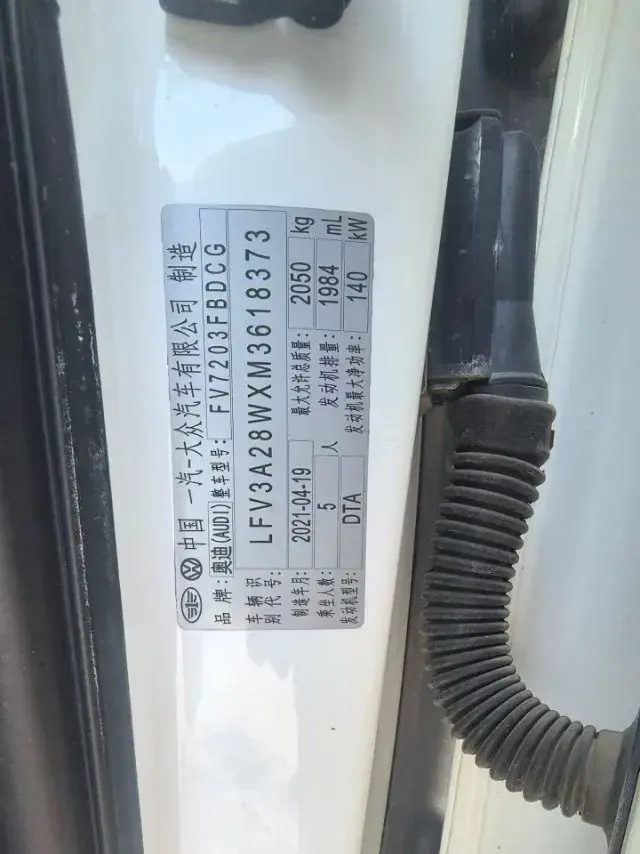 中国 一汽-大众汽车有限公司 制造
品牌: 奥迪(AUDI) 整车型号: FV7203FBDCG
车辆识别代号: LFV3A28WXM3618373
制造年月: 2021-04-19 最大允许总质量: 2050 kg
乘坐人数: 5 人 发动机排量: 1984 mL
发动机型号: DTA 发动机最大净功率: 140 kW